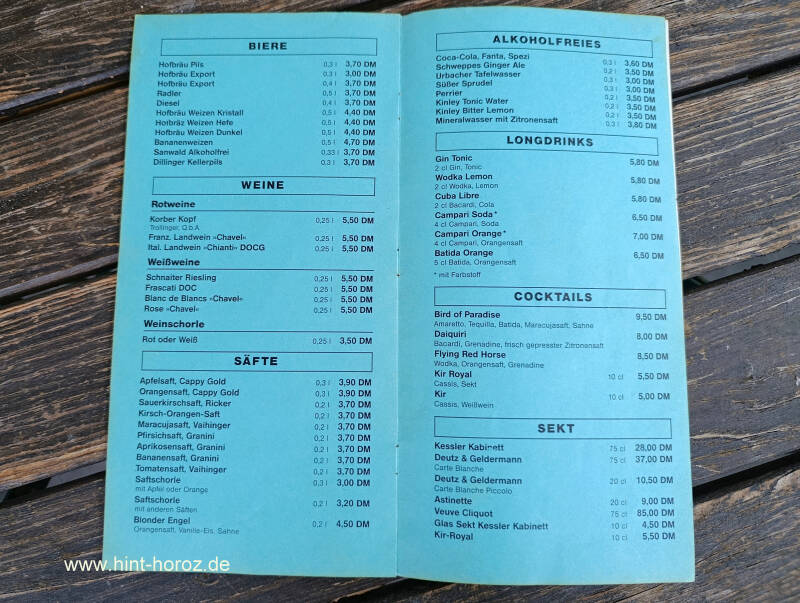 BIERE
Hofbräu Pils 0,3 l 3,70 DM
Hofbräu Export 0,3 l 3,00 DM
Hofbräu Export 0,4 l 3,70 DM
Radler 0,5 l 3,70 DM
Diesel 0,4 l 3,70 DM
Hofbräu Weizen Kristall 0,5 l 4,40 DM
Hofbräu Weizen Hefe 0,5 l 4,40 DM
Hofbräu Weizen Dunkel 0,5 l 4,40 DM
Bananenweizen 0,5 l 4,70 DM
Sanwald Alkoholfrei 0,33 l 3,70 DM
Dillinger Kellerpils 0,3 l 3,70 DM
WEINE
Rotweine
Korber Kopf 0,25 l 5,50 DM
Trollinger, Q.b.A
Franz. Landwein »Chavel« 0,25 l 5,50 DM
Ital. Landwein »Chianti« DOCG 0,25 l 5,50 DM
Weißweine
Schnaiter Riesling 0,25 l 5,50 DM
Frascati DOC 0,25 l 5,50 DM
Blanc de Blancs »Chavel« 0,25 l 5,50 DM
Rose »Chavel« 0,25 l 5,50 DM
Weinschorle
Rot oder Weiß 0,25 l 3,50 DM
SÄFTE
Apfelsaft, Cappy Gold 0,3 l 3,90 DM
Orangensaft, Cappy Gold 0,3 l 3,90 DM
Sauerkirschsaft, Ricker 0,2 l 3,70 DM
Kirsch-Orangen-Saft 0,2 l 3,70 DM
Maracujasaft, Vaihinger 0,2 l 3,70 DM
Pfirsichsaft, Granini 0,2 l 3,70 DM
Aprikosensaft, Granini 0,2 l 3,70 DM
Bananensaft, Granini 0,2 l 3,70 DM
Tomatensaft, Vaihinger 0,2 l 3,70 DM
Saftschorle 0,3 l 3,00 DM
mit Apfel oder Orange
Saftschorle 0,2 l 3,20 DM
mit anderen Säften
Blonder Engel 0,2 l 4,50 DM
Orangensaft, Vanille-Eis, Sahne
ALKOHOLFREIES
Coca-Cola, Fanta, Spezi 0,3 l 3,60 DM
Schweppes Ginger Ale 0,2 l 3,50 DM
Urbacher Tafelwasser 0,3 l 3,00 DM
Süßer Sprudel 0,3 l 3,00 DM
Perrier 0,2 l 3,50 DM
Kinley Tonic Water 0,2 l 3,50 DM
Kinley Bitter Lemon 0,2 l 3,50 DM
Mineralwasser mit Zitronensaft 0,3 l 3,80 DM
LONGDRINKS
Gin Tonic 5,80 DM
2 cl Gin, Tonic
Wodka Lemon 5,80 DM
2 cl Wodka, Lemon
Cuba Libre 5,80 DM
2 cl Bacardi, Cola
Campari Soda* 6,50 DM
4 cl Campari, Soda
Campari Orange* 7,00 DM
4 cl Campari, Orangensaft
Batida Orange 6,50 DM
5 cl Batida, Orangensaft
* mit Farbstoff
COCKTAILS
Bird of Paradise 9,50 DM
Amaretto, Tequilla, Batida, Maracujasaft, Sahne
Daiquiri 8,00 DM
Bacardi, Grenadine, frisch gepresster Zitronensaft
Flying Red Horse 8,50 DM
Wodka, Orangensaft, Grenadine
Kir Royal 10 cl 5,50 DM
Cassis, Sekt
Kir 10 cl 5,00 DM
Cassis, Weißwein
SEKT
Kessler Kabinett 75 cl 28,00 DM
Deutz & Geldermann 75 cl 37,00 DM
Carte Blanche
Deutz & Geldermann 20 cl 10,50 DM
Carte Blanche Piccolo
Astinette 20 cl 9,00 DM
Veuve Cliquot 75 cl 85,00 DM
Glas Sekt Kessler Kabinett 10 cl 4,50 DM
Kir-Royal 10 cl 5,50 DM
www.hint-horoz.de